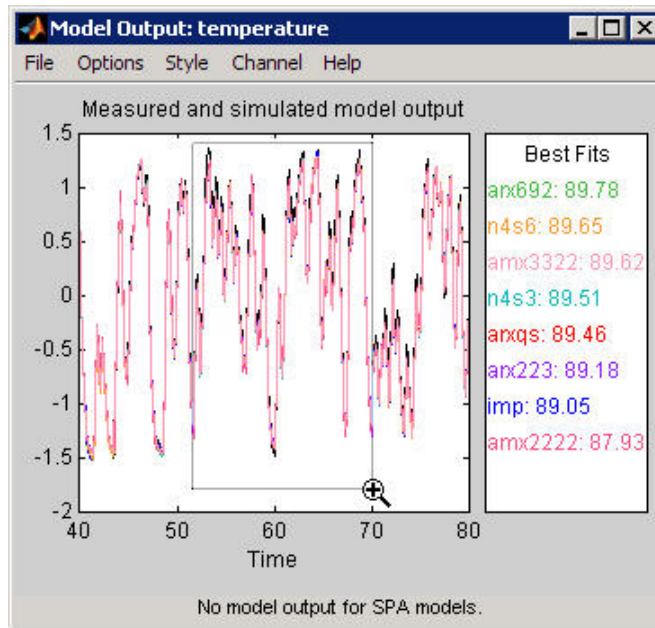 Model Output: temperature
File Options Style Channel Help
Measured and simulated model output
1.5
1
0.5
0
-0.5
-1
-1.5
-2
40 50 60 70 80
Time
Best Fits
arx692: 89.78
n4s6: 89.65
amx3322: 89.62
n4s3: 89.51
arxqs: 89.46
arx223: 89.18
imp: 89.05
amx2222: 87.93
No model output for SPA models.